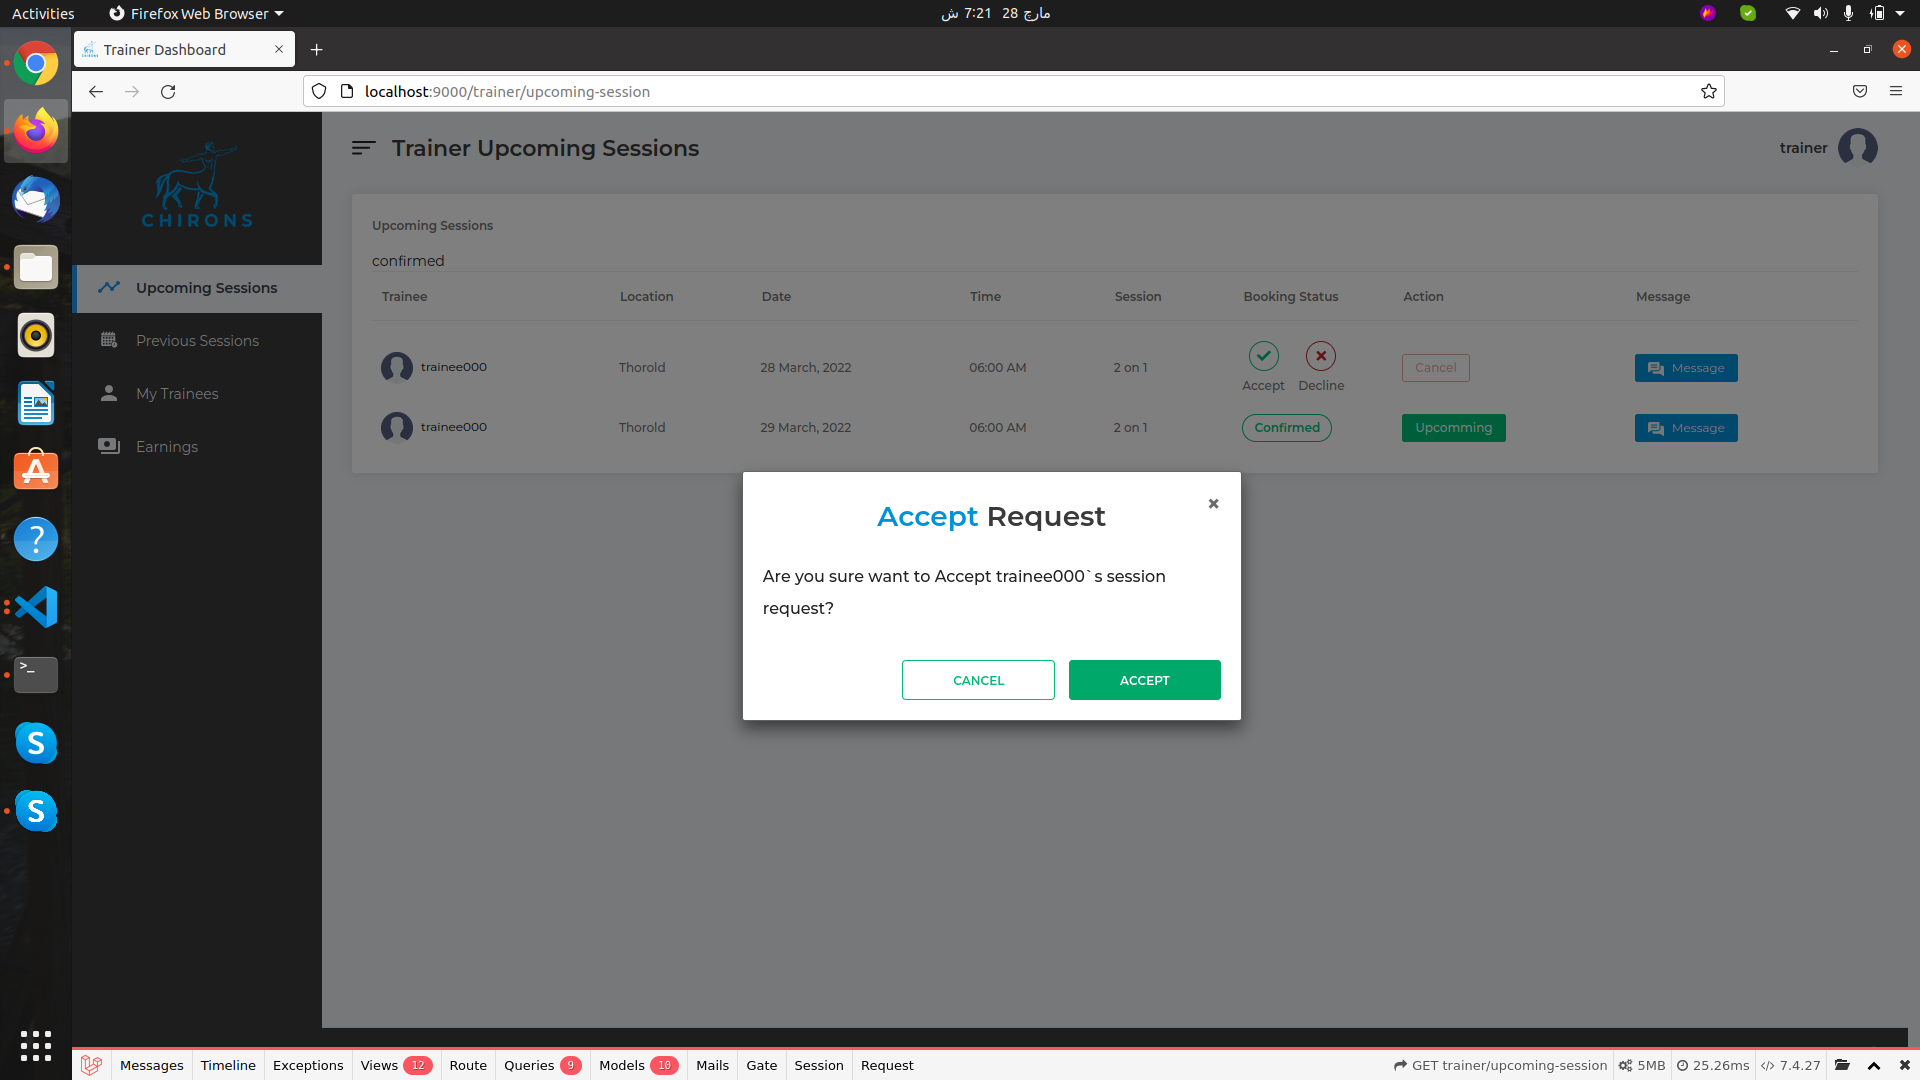 Activities
Firefox Web Browser
مارچ 28 7:21 ش
Trainer Dashboard
localhost:9000/trainer/upcoming-session
CHIRONS
Trainer Upcoming Sessions
trainer
Upcoming Sessions
Previous Sessions
My Trainees
Earnings
Upcoming Sessions
confirmed
Trainee Location Date Time Session Booking Status Action Message
trainee000 Thorold 28 March, 2022 06:00 AM 2 on 1 Accept Decline Cancel Message
trainee000 Thorold 29 March, 2022 06:00 AM 2 on 1 Confirmed Upcomming Message
Accept Request
Are you sure want to Accept trainee000`s session
request?
CANCEL ACCEPT
Messages Timeline Exceptions Views 12 Route Queries 9 Models 10 Mails Gate Session Request GET trainer/upcoming-session 5MB 25.26ms 7.4.27